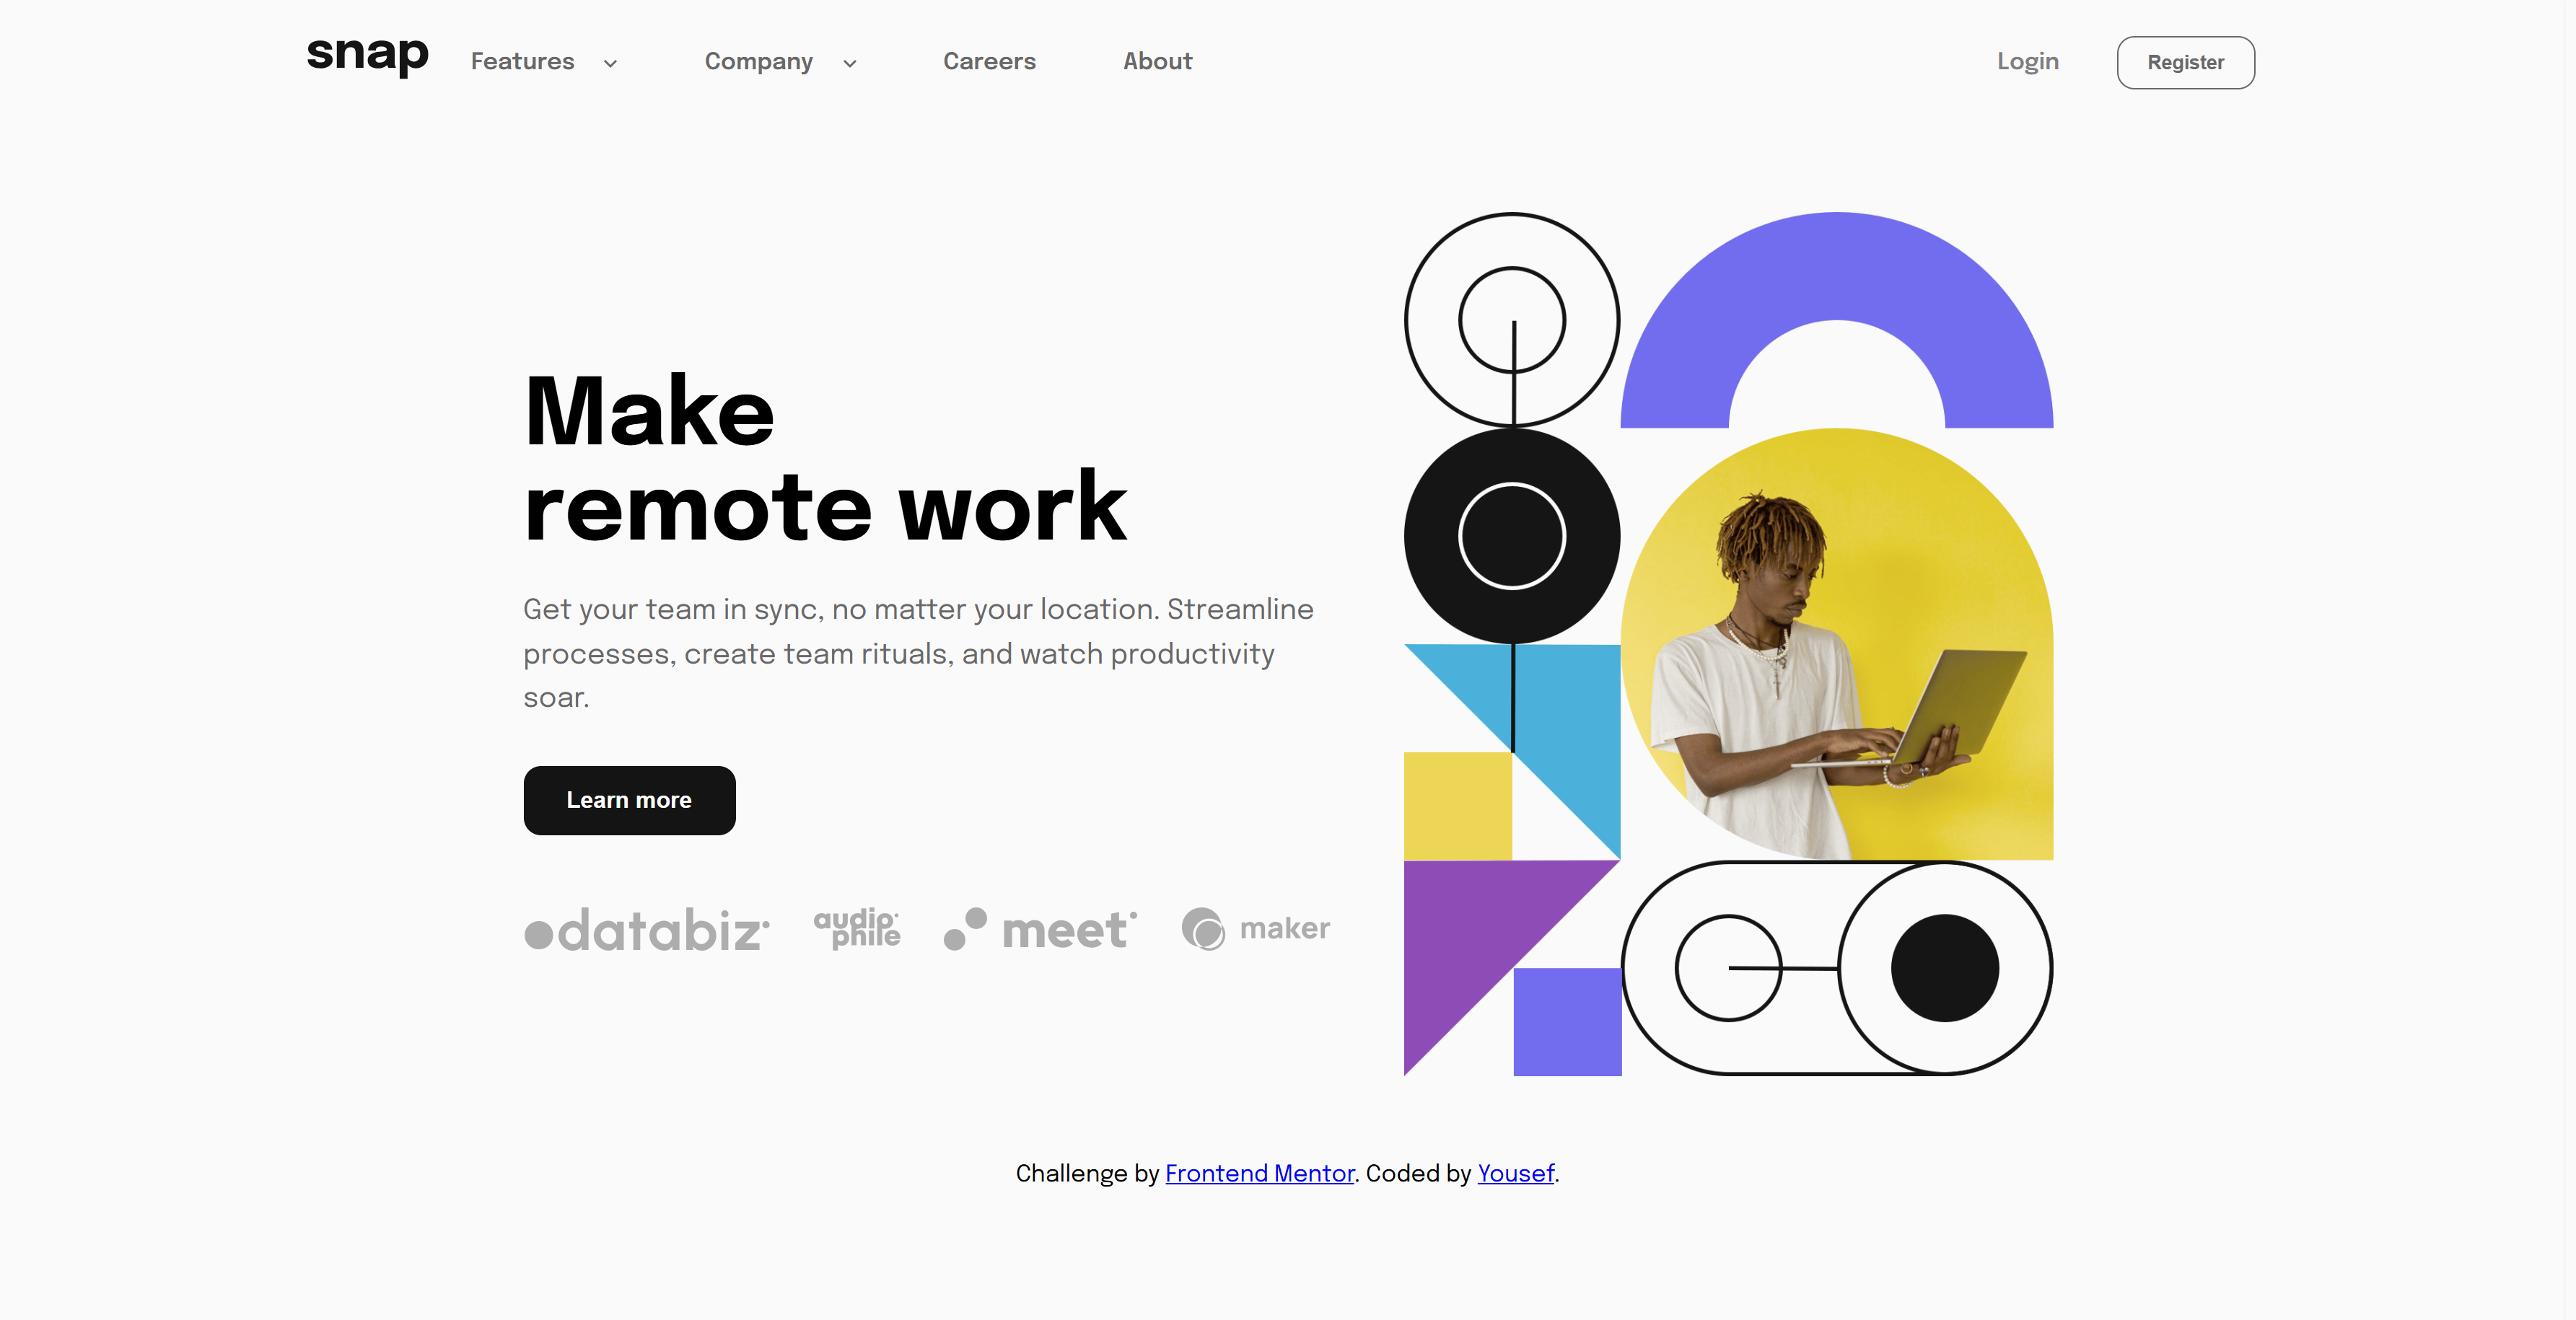 snap Features Company Careers About Login Register
Make
remote work
Get your team in sync, no matter your location. Streamline
processes, create team rituals, and watch productivity
soar.
Learn more
databiz audiophile meet maker
Challenge by Frontend Mentor. Coded by Yousef.